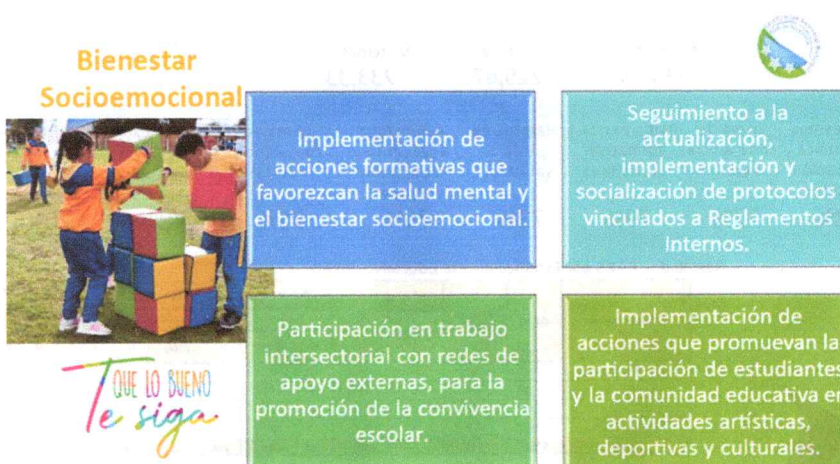 Bienestar
Socioemocional
Implementación de
acciones formativas que
favorezcan la salud mental y
el bienestar socioemocional.
Seguimiento a la
actualización,
implementación y
socialización de protocolos
vinculados a Reglamentos
Internos.
Participación en trabajo
intersectorial con redes de
apoyo externas, para la
promoción de la convivencia
escolar.
Implementación de
acciones que promuevan la
participación de estudiantes
y la comunidad educativa en
actividades artísticas,
deportivas y culturales.
QUE LO BUENO
Te siga